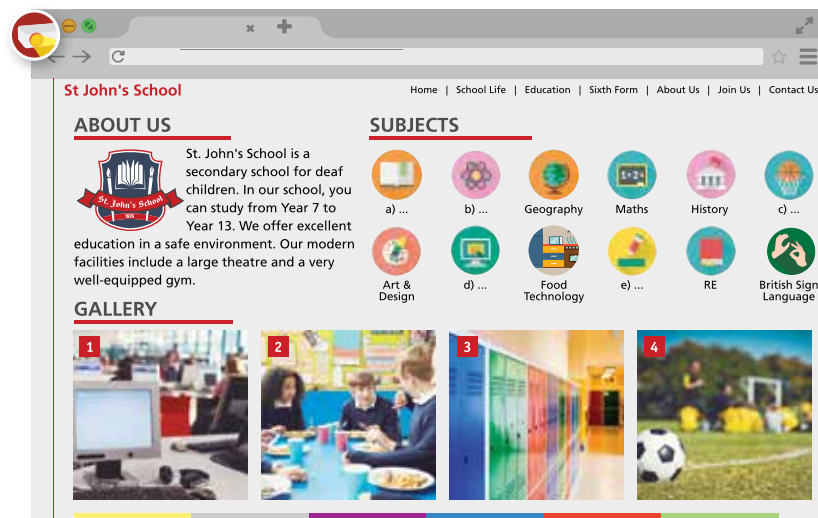 St John's School
Home | School Life | Education | Sixth Form | About Us | Join Us | Contact Us
ABOUT US
St. John's School
St. John's School is a
secondary school for deaf
children. In our school, you
can study from Year 7 to
Year 13. We offer excellent
education in a safe environment. Our modern
facilities include a large theatre and a very
well-equipped gym.
SUBJECTS
a) ...
b) ...
Geography
1+2=
Maths
History
c) ...
Art &
Design
d) ...
Food
Technology
e) ...
RE
British Sign
Language
GALLERY
1
2
3
4